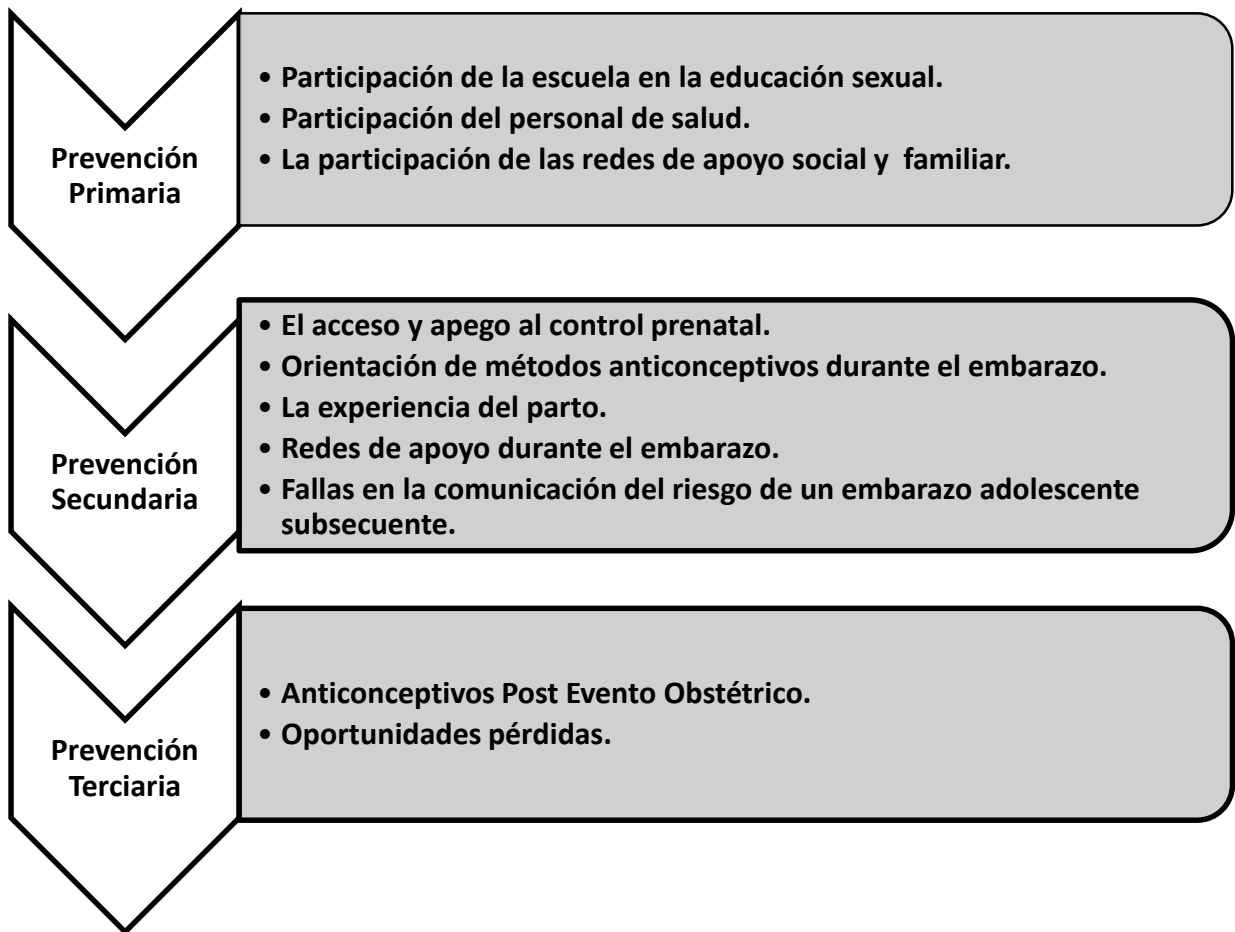 Prevención
Primaria
• Participación de la escuela en la educación sexual.
• Participación del personal de salud.
• La participación de las redes de apoyo social y  familiar.
Prevención
Secundaria
• El acceso y apego al control prenatal.
• Orientación de métodos anticonceptivos durante el embarazo.
• La experiencia del parto.
• Redes de apoyo durante el embarazo.
• Fallas en la comunicación del riesgo de un embarazo adolescente
subsecuente.
Prevención
Terciaria
• Anticonceptivos Post Evento Obstétrico.
• Oportunidades pérdidas.